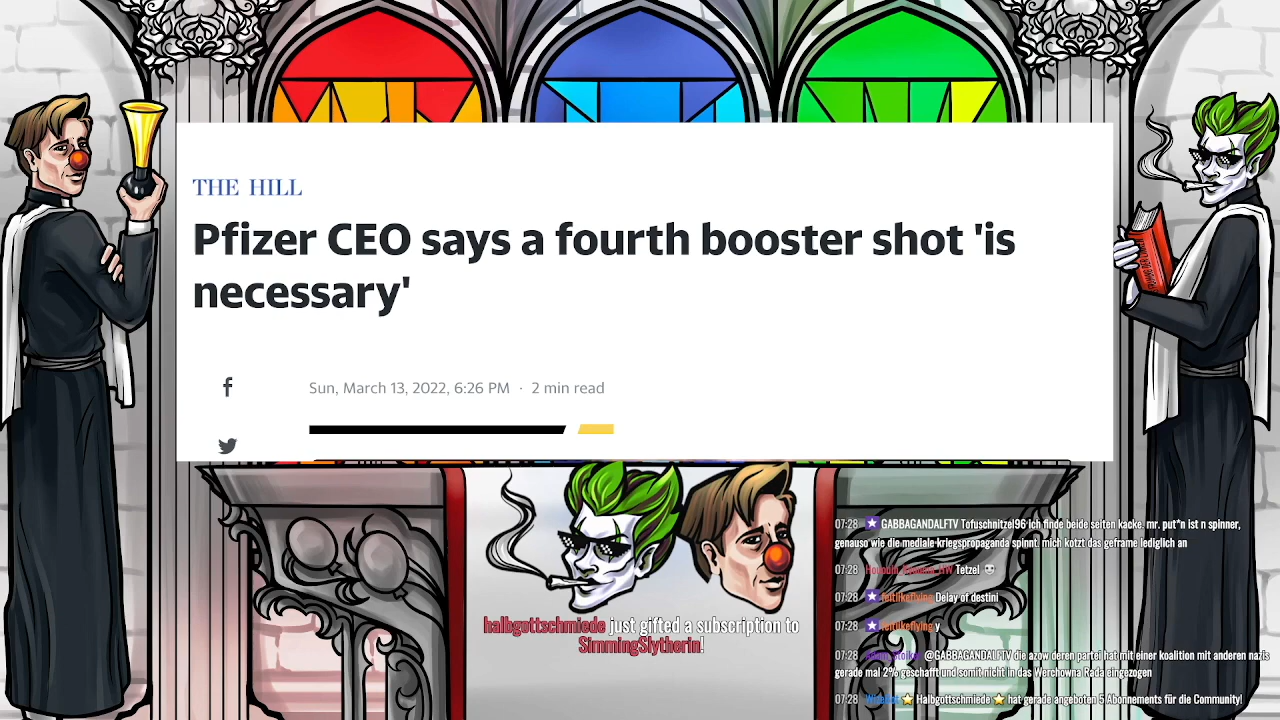 THE HILL
Pfizer CEO says a fourth booster shot 'is
necessary'
Sun, March 13, 2022, 6:26 PM · 2 min read
halbgottschmiede just gifted a subscription to
SimmingSlytherin!
07:28 GABBAGANDALFTV Tofuschnitzel96 ich finde beide seiten kacke. mr. put*n ist n spinner,
genauso wie die mediale-kriegspropaganda spinnt. mich kotzt das geframe lediglich an
07:28 Tetzel
07:28 feitlikeflying Delay of destini
07:28 feitlikeflying y
07:28 @GABBAGANDALFTV die azow deren partei hat mit einer koalition mit anderen nazis
gerade mal 2% geschafft und somit nicht in das Werchowna Rada eingezogen
07:28 Halbgottschmiede hat gerade angeboten 5 Abonnements für die Community!